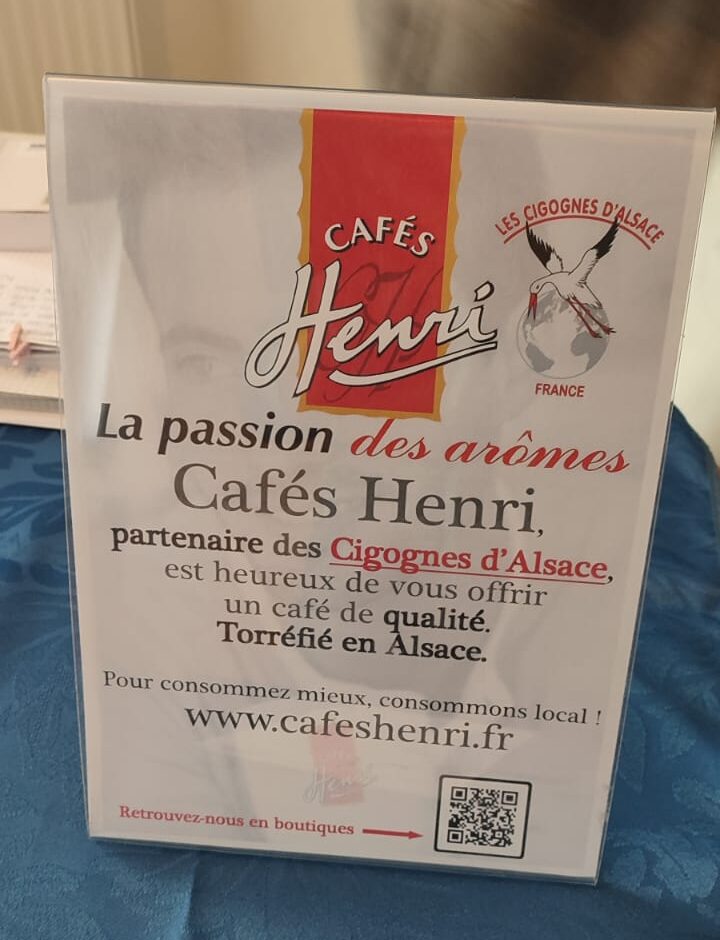 CAFÉS
Henri
LES CIGOGNES D'ALSACE
FRANCE
La passion des arômes
Cafés Henri,
partenaire des Cigognes d'Alsace,
est heureux de vous offrir
un café de qualité.
Torréfié en Alsace.
Pour consommez mieux, consommons local !
www.cafeshenri.fr
Henri
Retrouvez-nous en boutiques